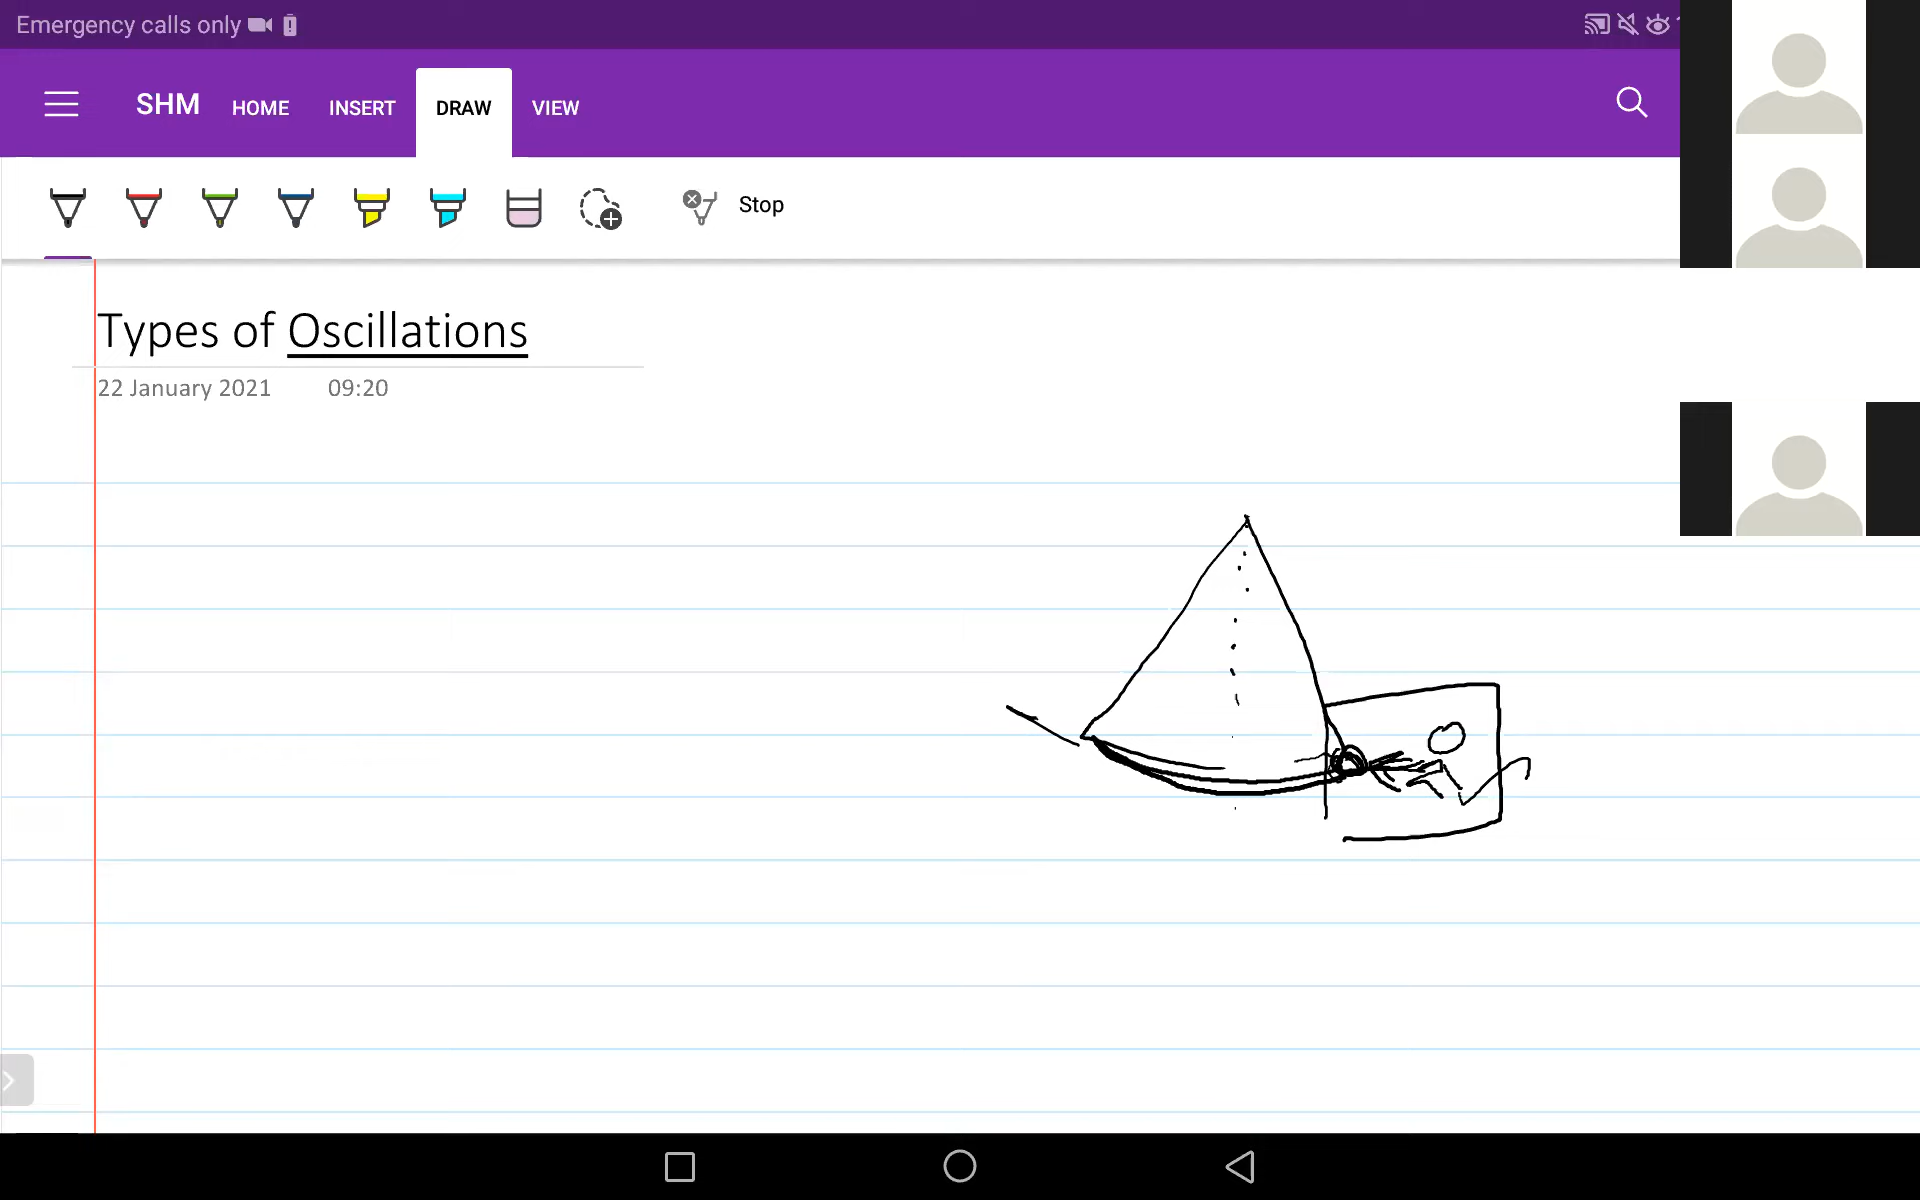 Emergency calls only
SHM HOME INSERT DRAW VIEW
Stop
Types of Oscillations
22 January 2021 09:20